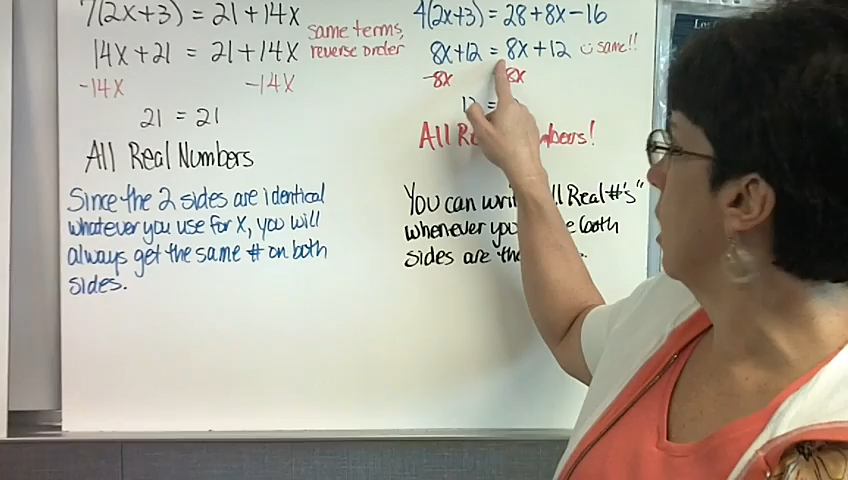 7(2x+3) = 21+14x
14x+21 = 21+14x
same terms,
reverse order
-14x -14x
21 = 21
All Real Numbers
Since the 2 sides are identical
whatever you use for x, you will
always get the same # on both
sides.
4(2x+3) = 28+8x-16
8x+12 = 8x+12 same!!
-8x 8x
=
All
You can #'s"
whenever you both
sides are